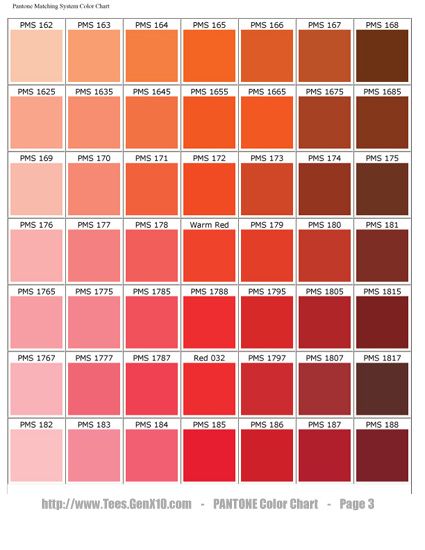 Pantone Matching System Color Chart
PMS 162 PMS 163 PMS 164 PMS 165 PMS 166 PMS 167 PMS 168
PMS 1625 PMS 1635 PMS 1645 PMS 1655 PMS 1665 PMS 1675 PMS 1685
PMS 169 PMS 170 PMS 171 PMS 172 PMS 173 PMS 174 PMS 175
PMS 176 PMS 177 PMS 178 Warm Red PMS 179 PMS 180 PMS 181
PMS 1765 PMS 1775 PMS 1785 PMS 1788 PMS 1795 PMS 1805 PMS 1815
PMS 1767 PMS 1777 PMS 1787 Red 032 PMS 1797 PMS 1807 PMS 1817
PMS 182 PMS 183 PMS 184 PMS 185 PMS 186 PMS 187 PMS 188
http://www.Tees.GenX10.com - PANTONE Color Chart - Page 3